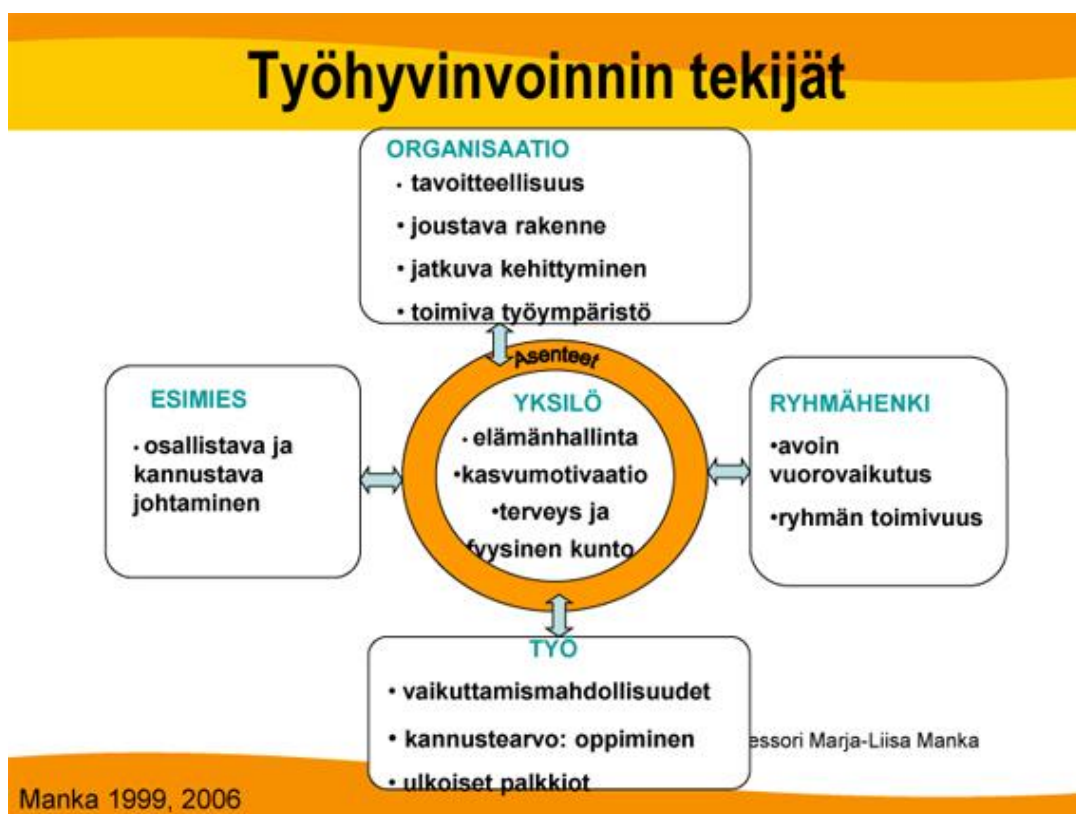 Työhyvinvoinnin tekijät
ORGANISAATIO
· tavoitteellisuus
• joustava rakenne
• jatkuva kehittyminen
• toimiva työympäristö
ESIMIES
· osallistava ja
kannustava
johtaminen
Asenteet
YKSILÖ
· elämänhallinta
•kasvumotivaatio
•terveys ja
fyysinen kunto
RYHMÄHENKI
•avoin
vuorovaikutus
•ryhmän toimivuus
TYÖ
• vaikuttamismahdollisuudet
• kannustearvo: oppiminen
• ulkoiset palkkiot
essori Marja-Liisa Manka
Manka 1999, 2006